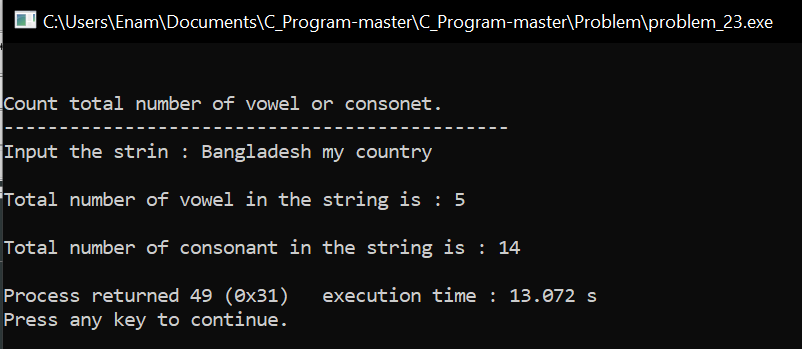 C:\Users\Enam\Documents\C_Program-master\C_Program-master\Problem\problem_23.exe
Count total number of vowel or consonet.
----------------------------------------------
Input the strin : Bangladesh my country
Total number of vowel in the string is : 5
Total number of consonant in the string is : 14
Process returned 49 (0x31)   execution time : 13.072 s
Press any key to continue.